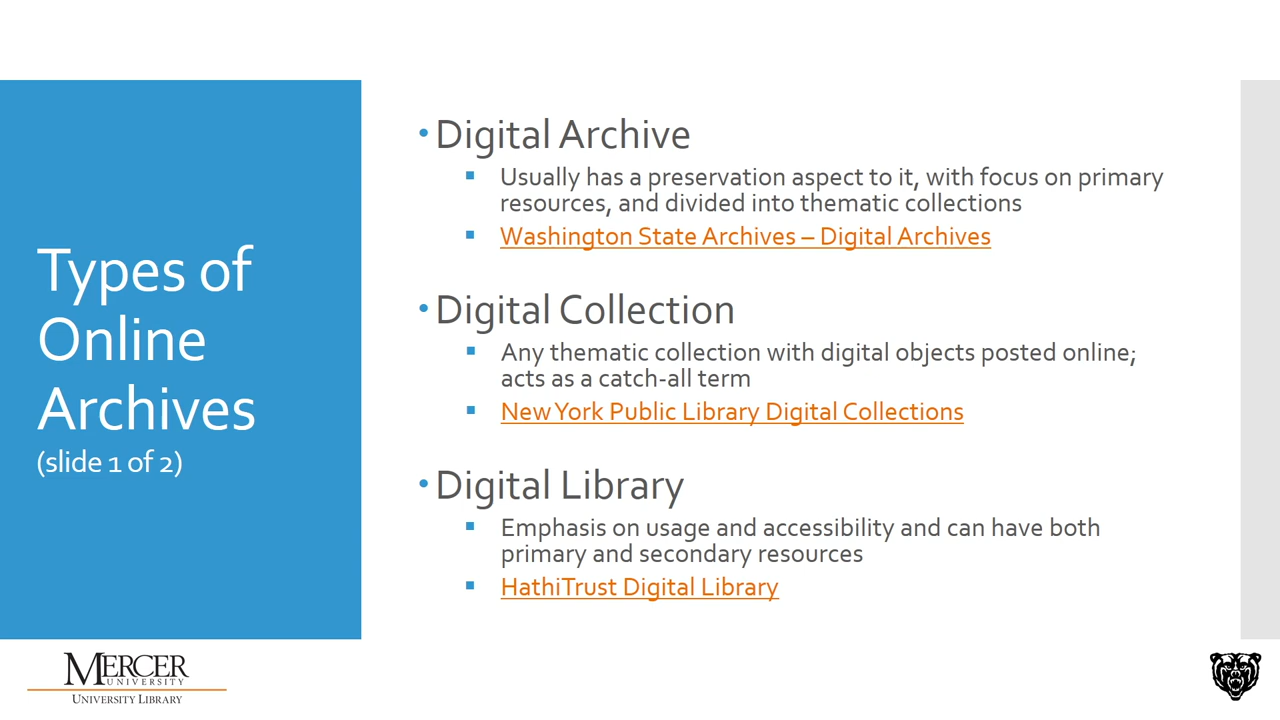 Types of
Online
Archives
(slide 1 of 2)
• Digital Archive
▪ Usually has a preservation aspect to it, with focus on primary
resources, and divided into thematic collections
▪ Washington State Archives – Digital Archives
• Digital Collection
▪ Any thematic collection with digital objects posted online;
acts as a catch-all term
▪ New York Public Library Digital Collections
• Digital Library
▪ Emphasis on usage and accessibility and can have both
primary and secondary resources
▪ HathiTrust Digital Library
MERCER
UNIVERSITY
UNIVERSITY LIBRARY